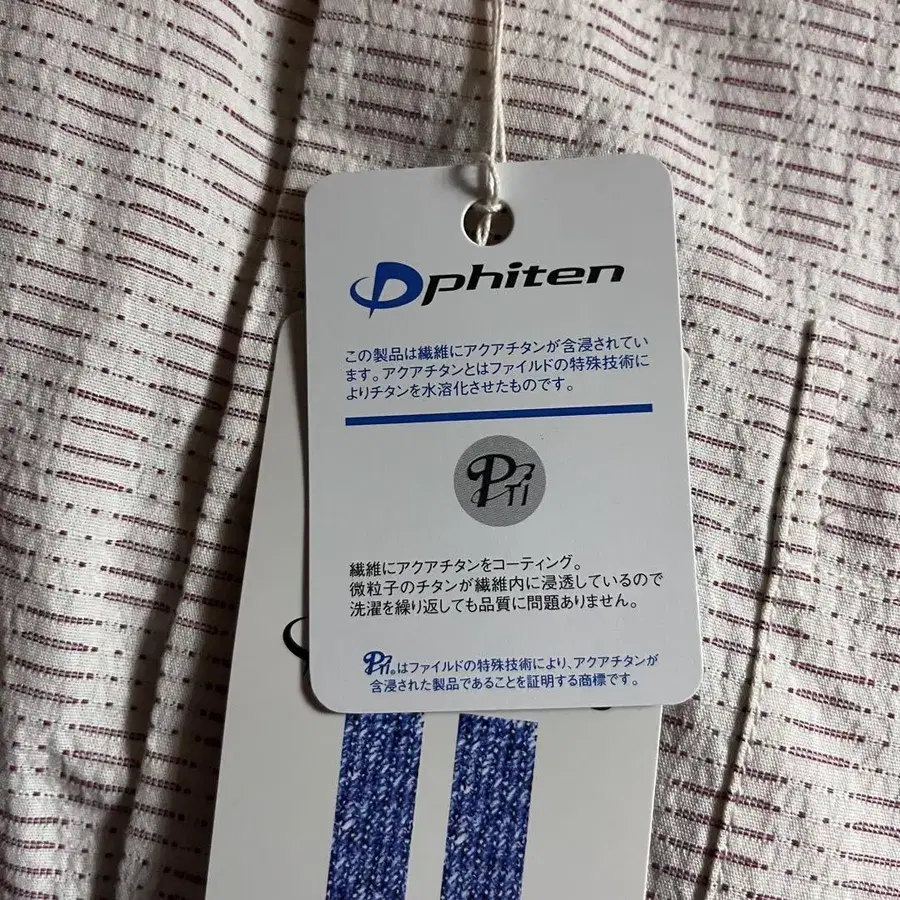 phiten
この製品は繊維にアクアチタンが含浸されてい
ます。アクアチタンとはファイルドの特殊技術に
よりチタンを水溶化させたものです。
PTi
繊維にアクアチタンをコーティング。
微粒子のチタンが繊維内に浸透しているので
洗濯を繰り返しても品質に問題ありません。
PTi®はファイルドの特殊技術により、アクアチタンが
含浸された製品であることを証明する商標です。